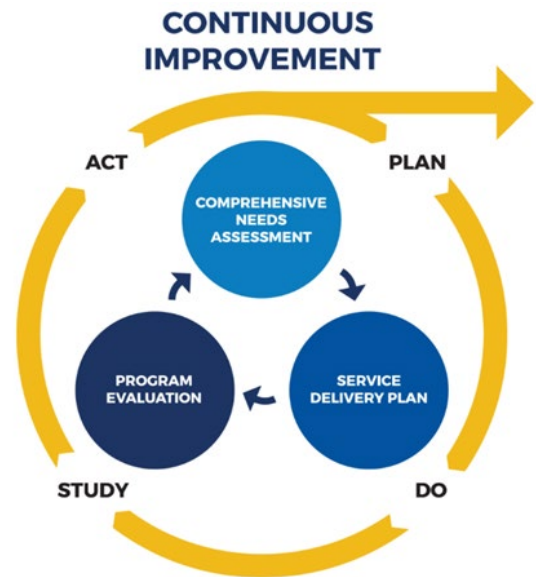 CONTINUOUS
IMPROVEMENT
ACT
PLAN
COMPREHENSIVE
NEEDS
ASSESSMENT
PROGRAM
EVALUATION
SERVICE
DELIVERY PLAN
STUDY
DO